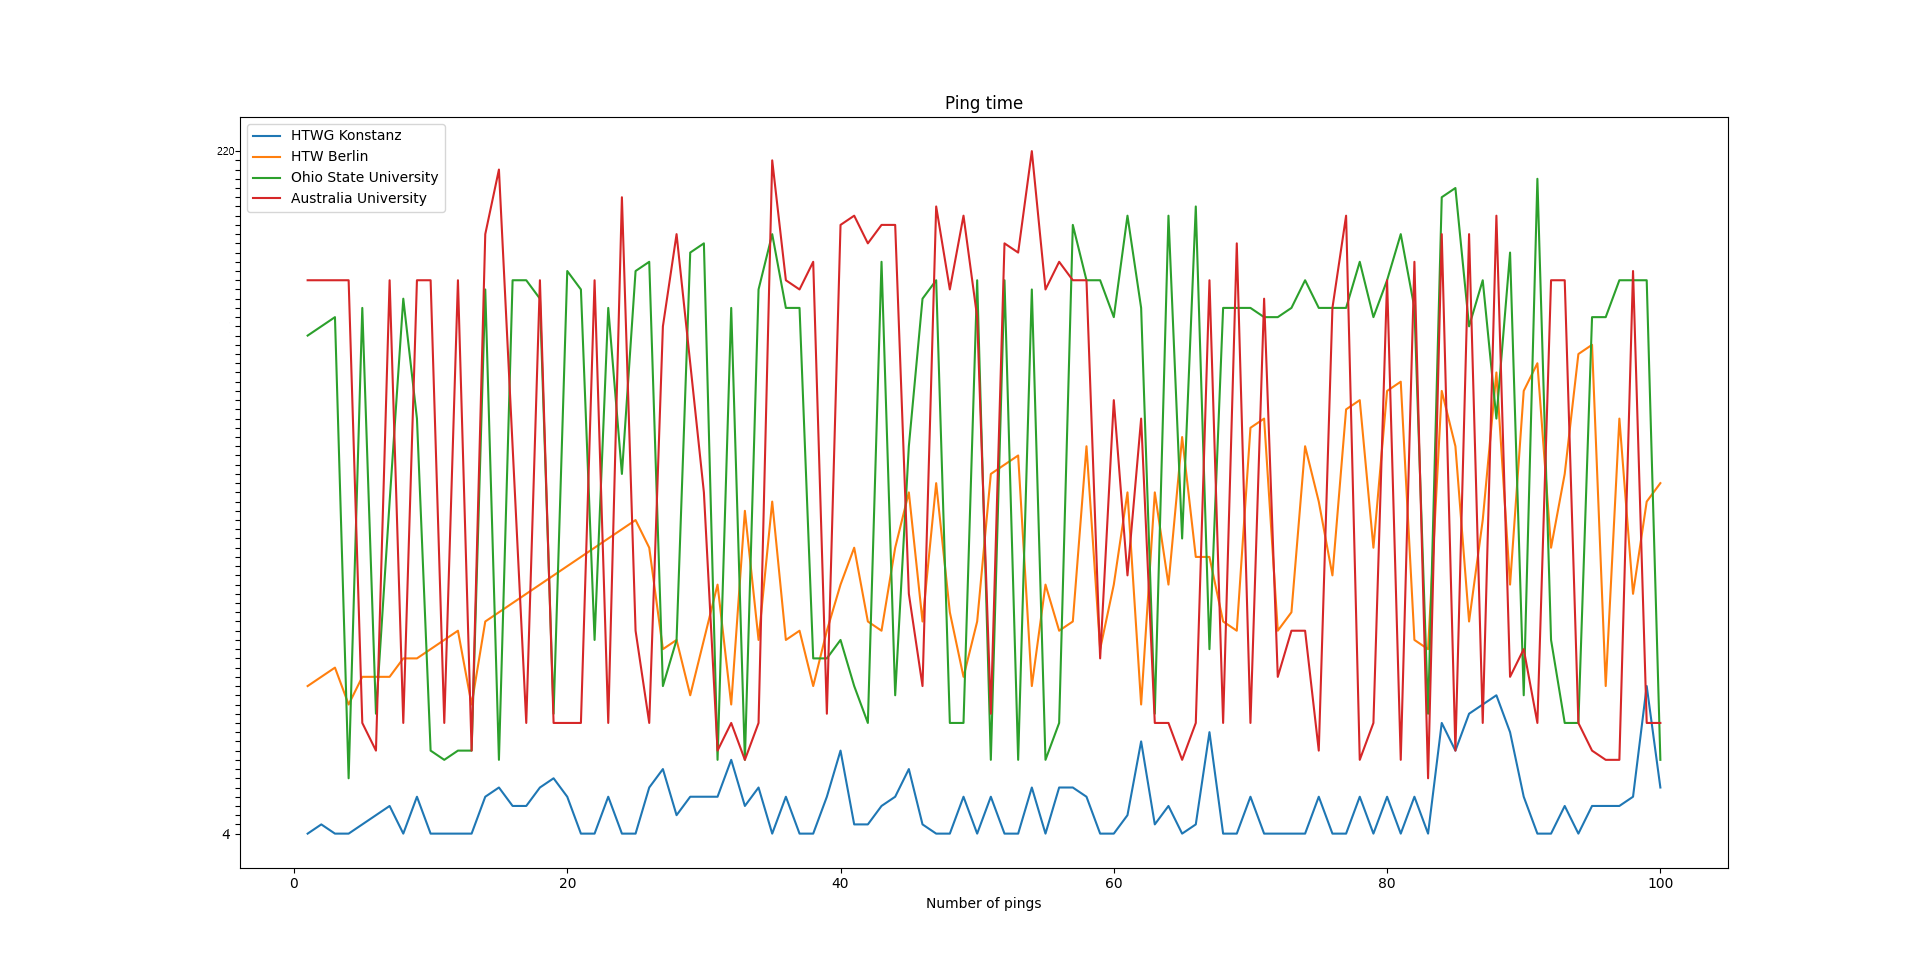 Ping time
HTWG Konstanz
HTW Berlin
Ohio State University
Australia University
220
4
0 20 40 60 80 100
Number of pings